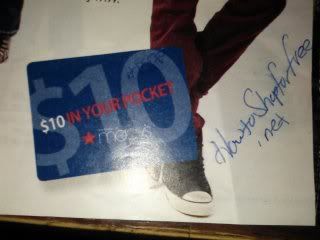 $10
$10 IN YOUR POCKET
★macy's
HowtoShopforfree
.net